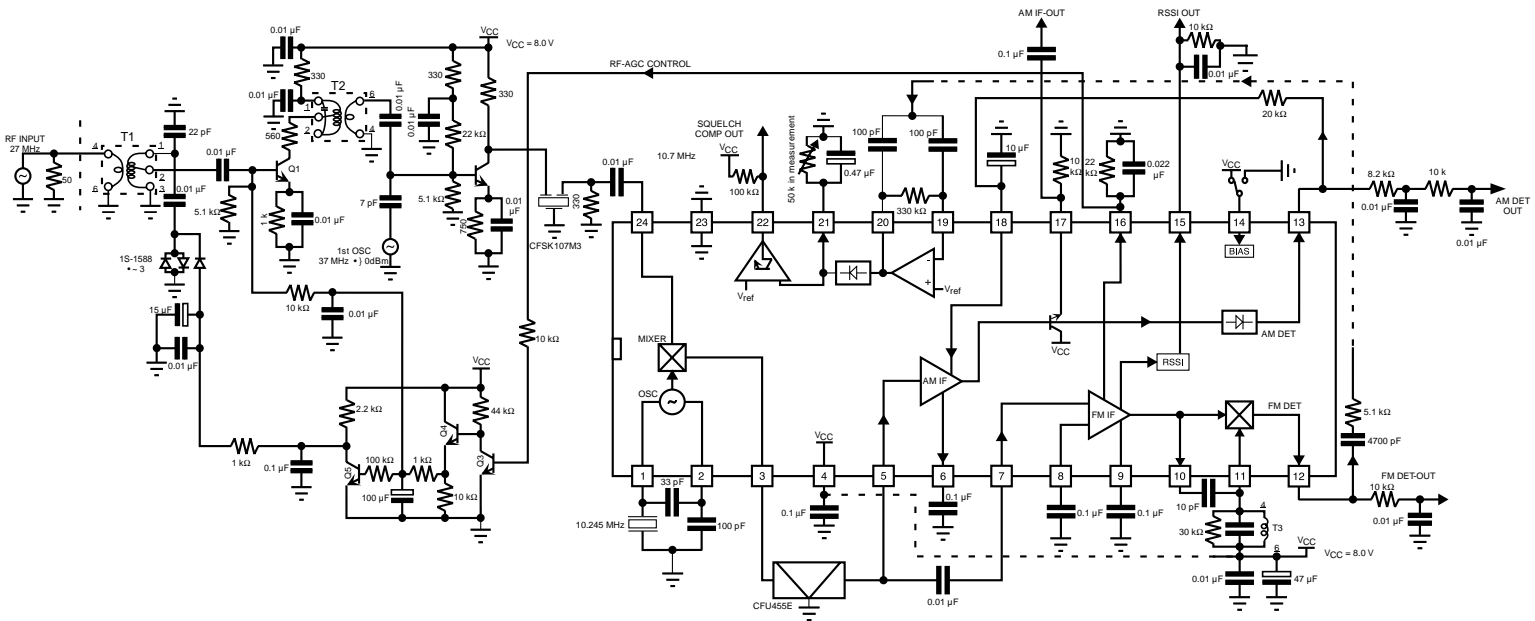 AM IF-OUT
RSSI OUT
0.01 µF
VCC
VCC = 8.0 V
10 kΩ
0.1 µF
0.01 µF
RF-AGC CONTROL
330
T2
330
330
0.01 µF
1
6
2
4
0.01 µF
0.01 µF
20 kΩ
RF INPUT
27 MHz
T1
4
1
2
6
3
22 pF
560
22 kΩ
SQUELCH
COMP OUT
VCC
10.7 MHz
50 k in measurement
100 pF
100 pF
10 µF
0.01 µF
Q1
50
0.01 µF
5.1 kΩ
1 k
0.01 µF
7 pF
5.1 kΩ
750
0.01
µF
0.01 µF
330
CFSK107M3
100 kΩ
0.47 µF
330 kΩ
10
kΩ
22
kΩ
0.022
µF
VCC
8.2 kΩ
10 k
0.01 µF
AM DET
OUT
0.01 µF
1st OSC
37 MHz • } 0dBm
24
23
22
21
20
19
18
17
16
15
14
13
BIAS
Vref
-
+
Vref
1S-1588
• ~ 3
15 µF
0.01 µF
10 kΩ
0.01 µF
10 kΩ
MIXER
OSC
VCC
AM DET
RSSI
AM IF
FM IF
FM DET
VCC
2.2 kΩ
44 kΩ
Q4
Q3
Q5
100 kΩ
1 kΩ
1 kΩ
0.1 µF
100 µF
10 kΩ
VCC
5.1 kΩ
4700 pF
1
2
3
4
5
6
7
8
9
10
11
12
33 pF
10.245 MHz
100 pF
0.1 µF
0.1 µF
0.1 µF
0.1 µF
10 pF
4
30 kΩ
T3
6
VCC
VCC = 8.0 V
10 kΩ
FM DET-OUT
0.01 µF
CFU455E
0.01 µF
0.01 µF
47 µF